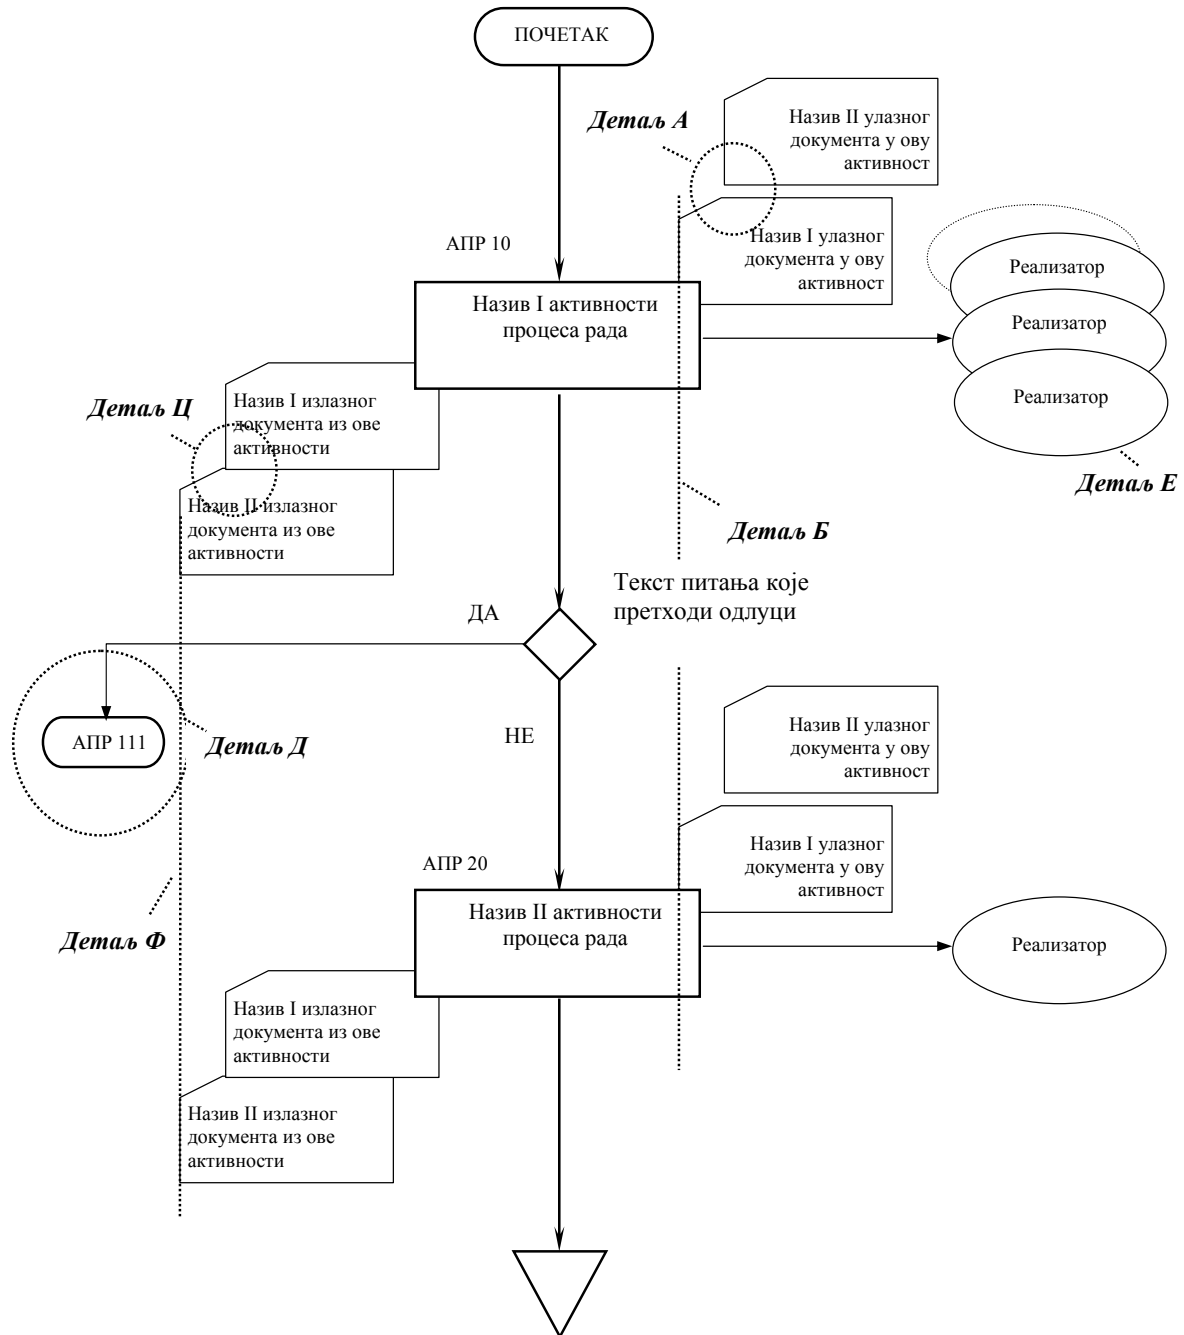 ПОЧЕТАК
Назив II улазног
документа у ову
активност
Детаљ А
Назив I улазног
документа у ову
активност
АПР 10
Реализатор
Реализатор
Реализатор
Назив I активности
процеса рада
Детаљ Е
Детаљ Ц
Назив I излазног
документа из ове
активности
Назив II излазног
документа из ове
активности
Детаљ Б
Текст питања које
претходи одлуци
ДА
НЕ
АПР 111
Детаљ Д
Назив II улазног
документа у ову
активност
Назив I улазног
документа у ову
активност
АПР 20
Назив II активности
процеса рада
Реализатор
Детаљ Ф
Назив I излазног
документа из ове
активности
Назив II излазног
документа из ове
активности